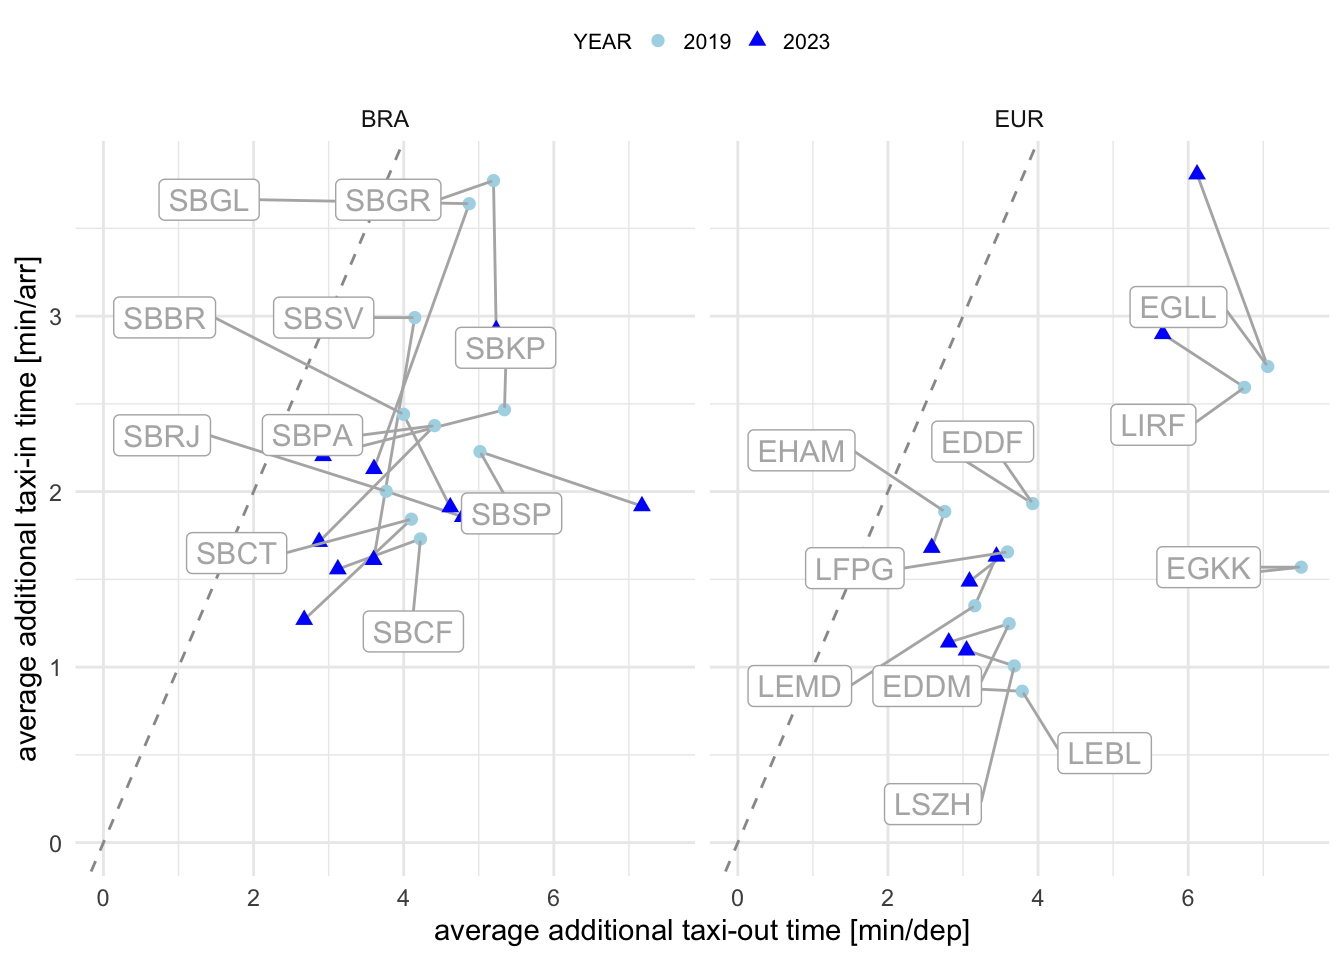 YEAR 2019 2023
BRA
EUR
average additional taxi-in time [min/arr]
3
2
1
0
SBGL
SBGR
SBBR
SBSV
SBKP
SBRJ
SBPA
SBSP
SBCT
SBCF
EGLL
LIRF
EHAM
EDDF
LFPG
EGKK
LEMD
EDDM
LEBL
LSZH
0 2 4 6
0 2 4 6
average additional taxi-out time [min/dep]